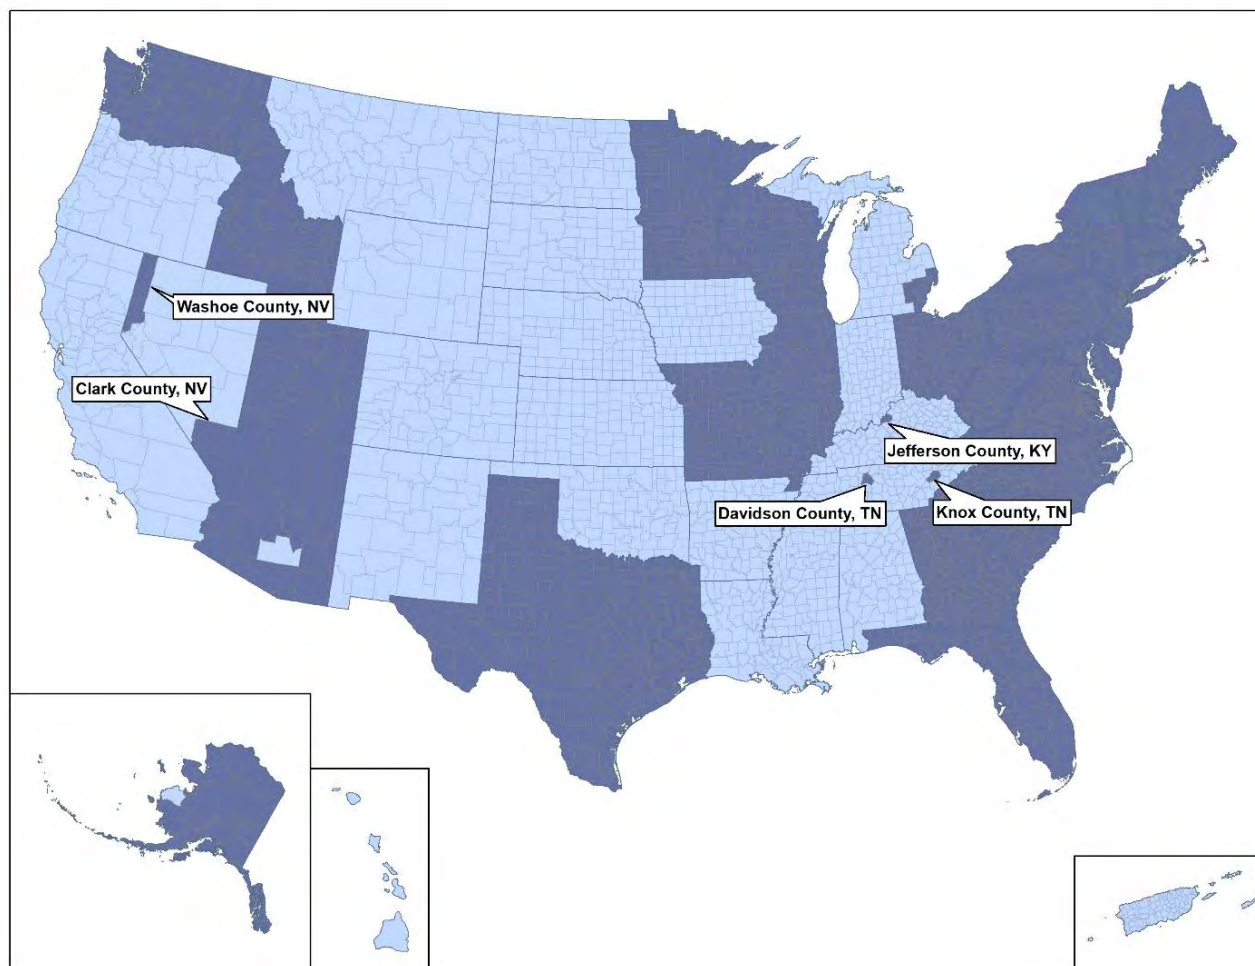 Washoe County, NV
Clark County, NV
Jefferson County, KY
Davidson County, TN
Knox County, TN